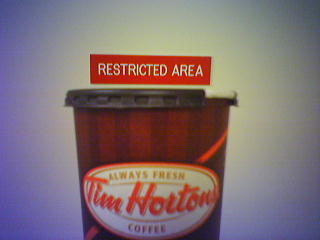 RESTRICTED AREA
ALWAYS FRESH
Tim Hortons
COFFEE